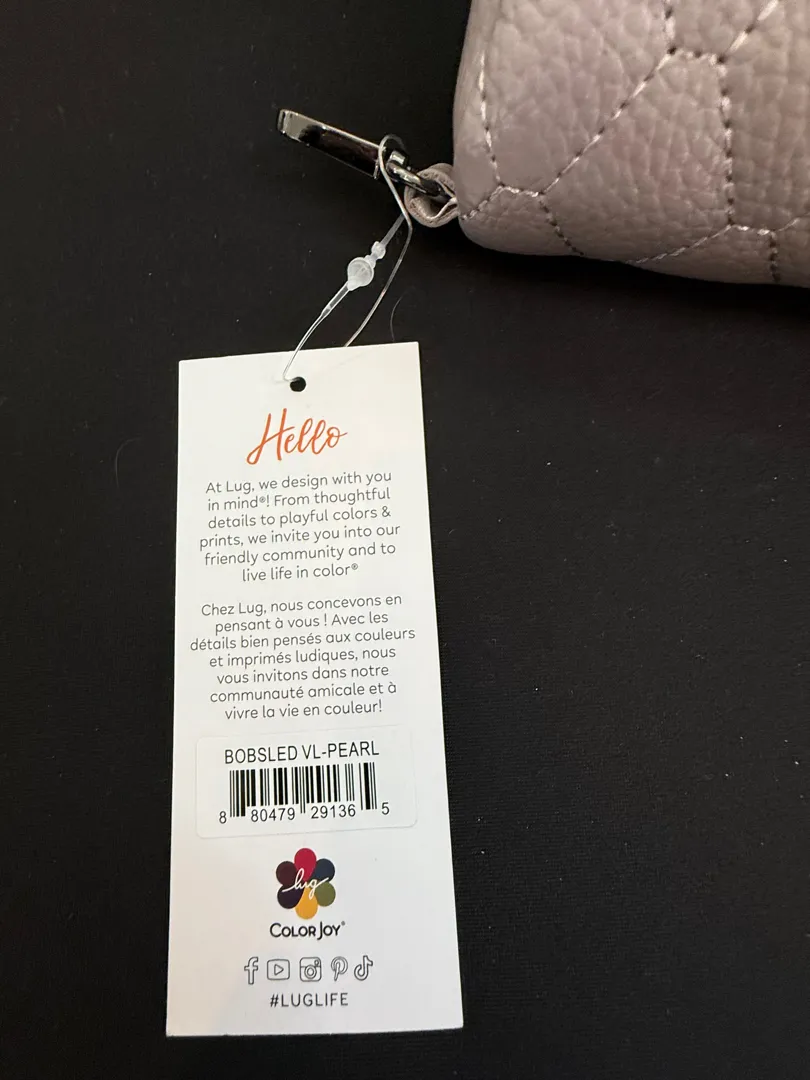 Hello
At Lug, we design with you
in mind®! From thoughtful
details to playful colors &
prints, we invite you into our
friendly community and to
live life in color®
Chez Lug, nous concevons en
pensant à vous ! Avec les
détails bien pensés aux couleurs
et imprimés ludiques, nous
vous invitons dans notre
communauté amicale et à
vivre la vie en couleur!
BOBSLED VL-PEARL
8 80479 29136 5
lug
COLOR JOY®
#LUGLIFE